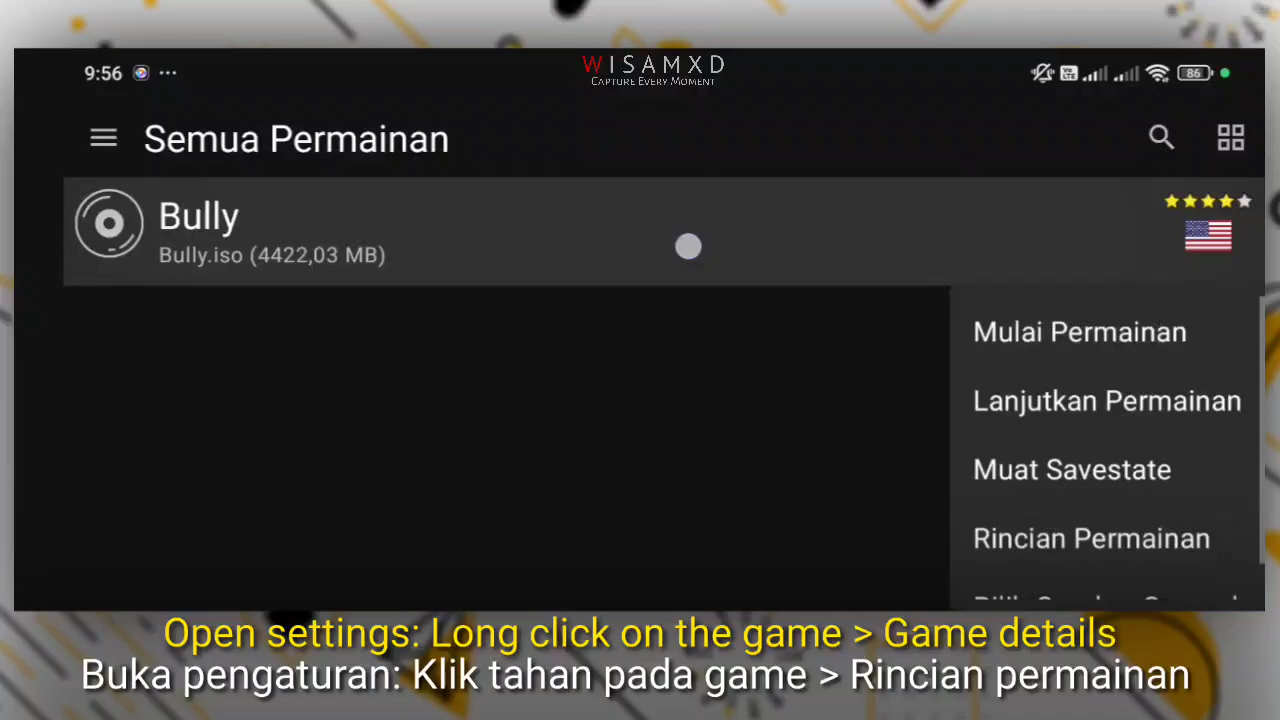 9:56
WISAMXD
CAPTURE EVERY MOMENT
86
Semua Permainan
Bully
Bully.iso (4422,03 MB)
Mulai Permainan
Lanjutkan Permainan
Muat Savestate
Rincian Permainan
Open settings: Long click on the game > Game details
Buka pengaturan: Klik tahan pada game > Rincian permainan